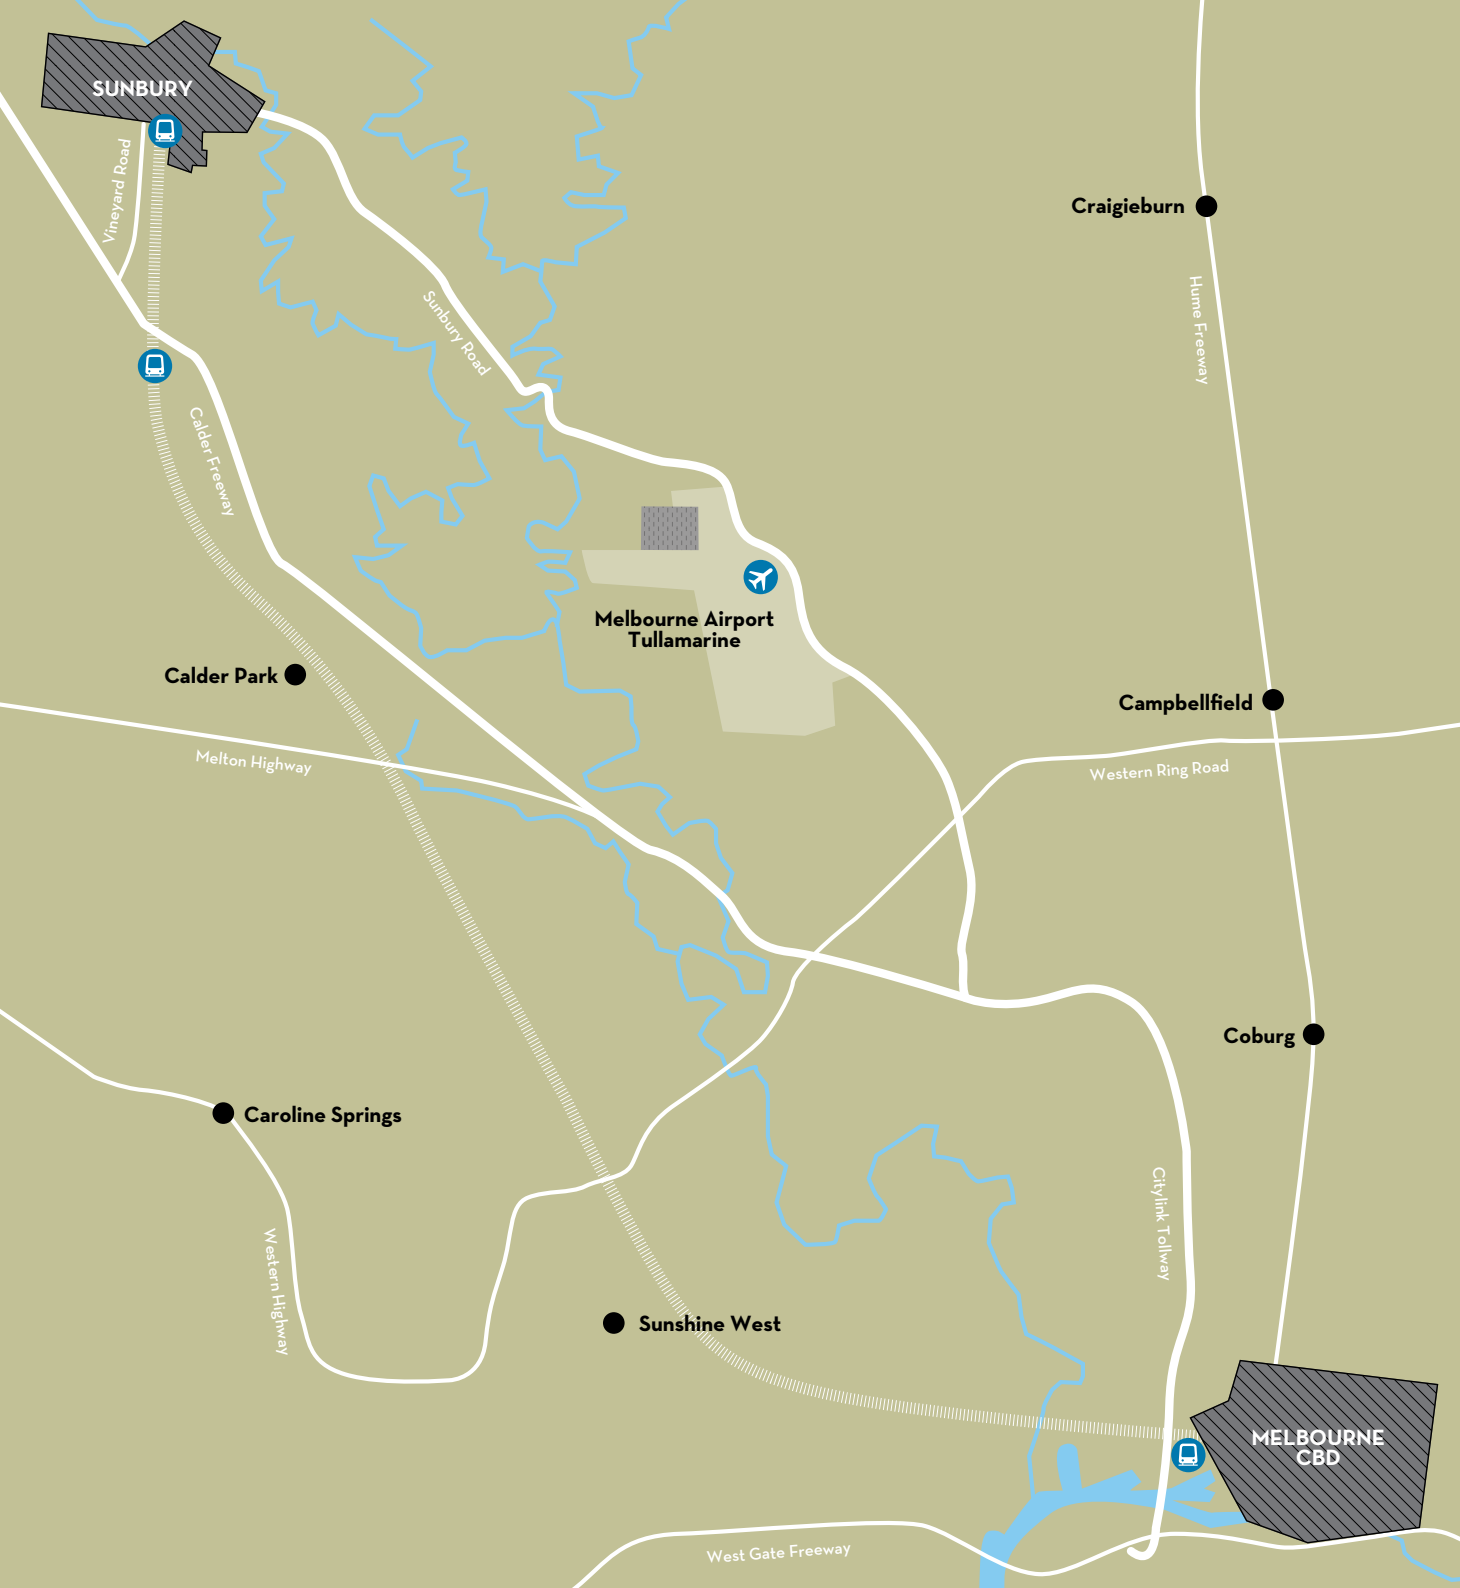 SUNBURY
Vineyard Road
Craigieburn
Hume Freeway
Sunbury Road
Calder Freeway
Melbourne Airport
Tullamarine
Calder Park
Campbellfield
Melton Highway
Western Ring Road
Coburg
Caroline Springs
Citylink Tollway
Western Highway
Sunshine West
MELBOURNE
CBD
West Gate Freeway